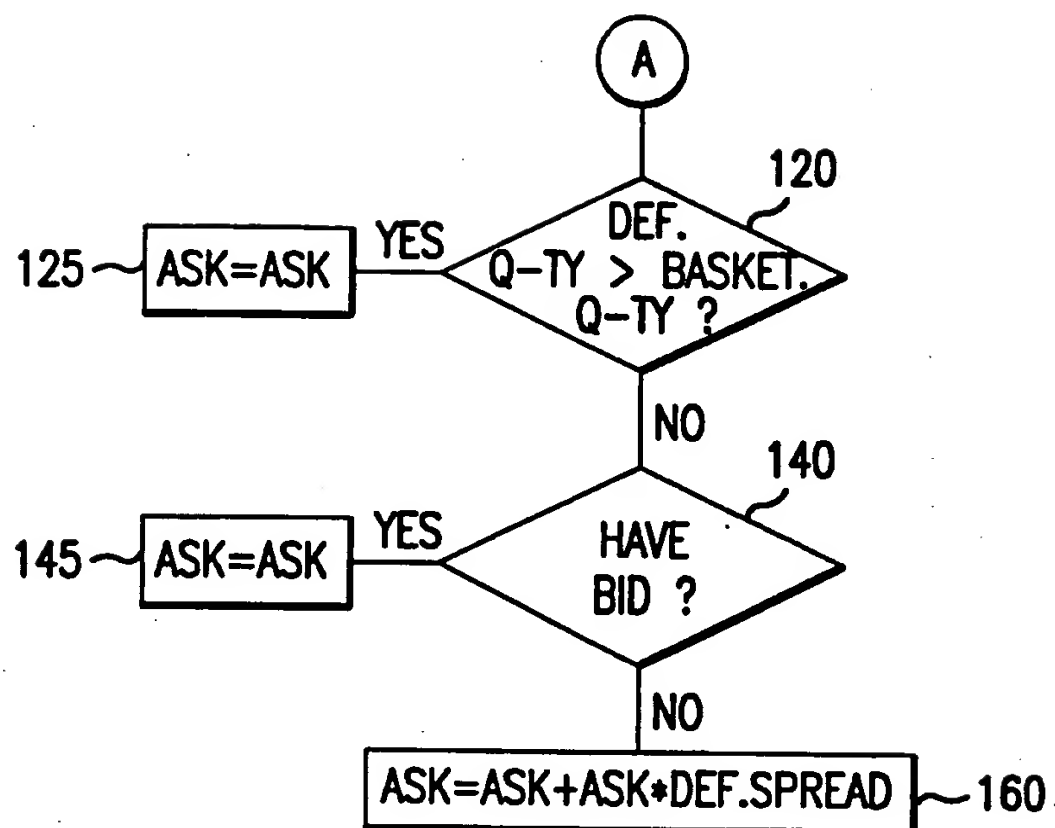 A
120
DEF.
Q-TY > BASKET.
Q-TY ?
YES
125
ASK=ASK
NO
140
HAVE
BID ?
YES
145
ASK=ASK
NO
ASK=ASK+ASK*DEF.SPREAD
160